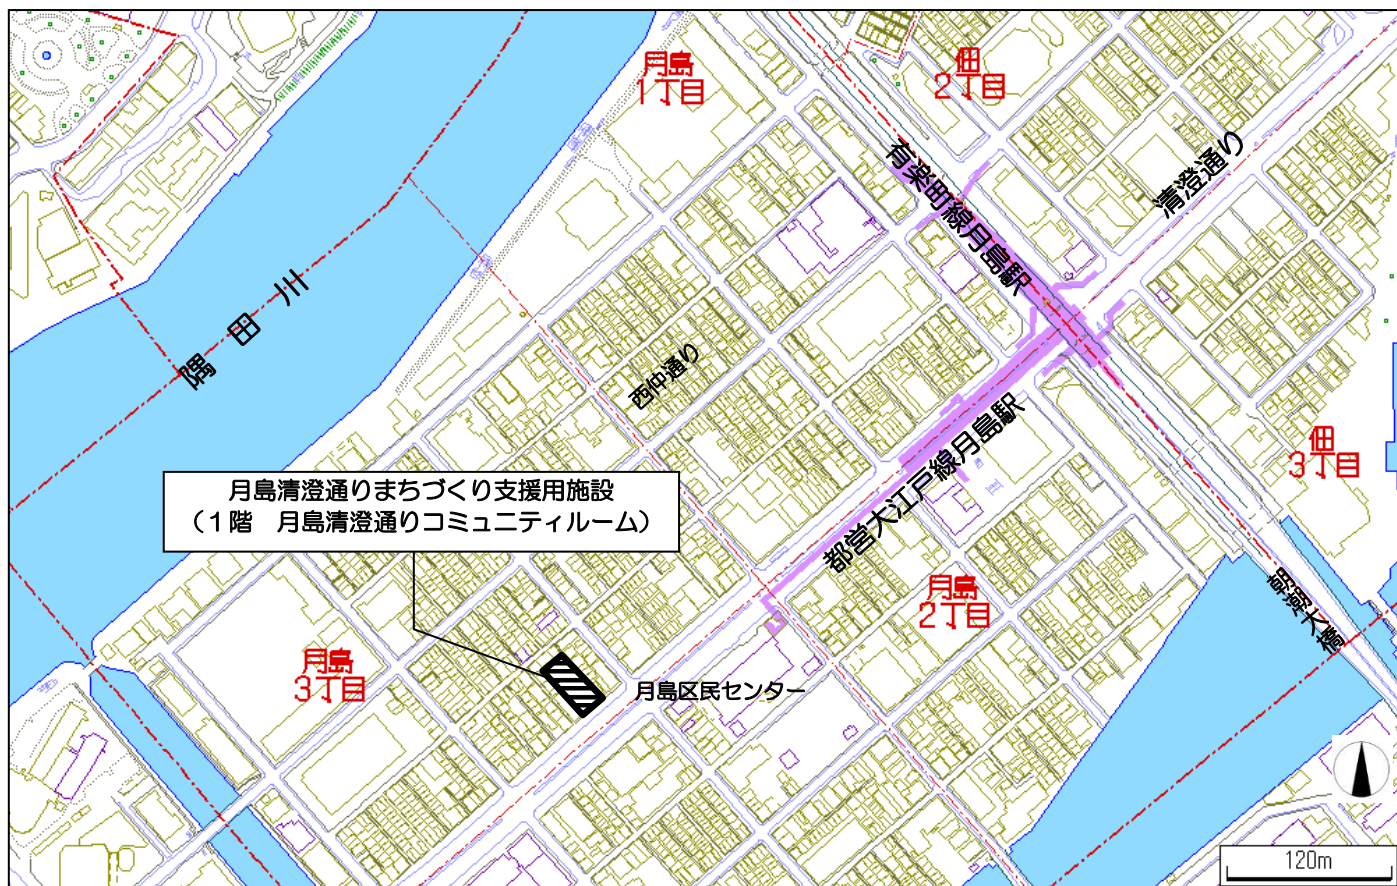 月島
1丁目
佃
2丁目
有楽町線月島駅
清澄通り
隅田川
西仲通り
佃
3丁目
都営大江戸線月島駅
月島清澄通りまちづくり支援用施設
(1階 月島清澄通りコミュニティルーム)
月島
2丁目
朝潮大橋
月島
3丁目
月島区民センター
120m